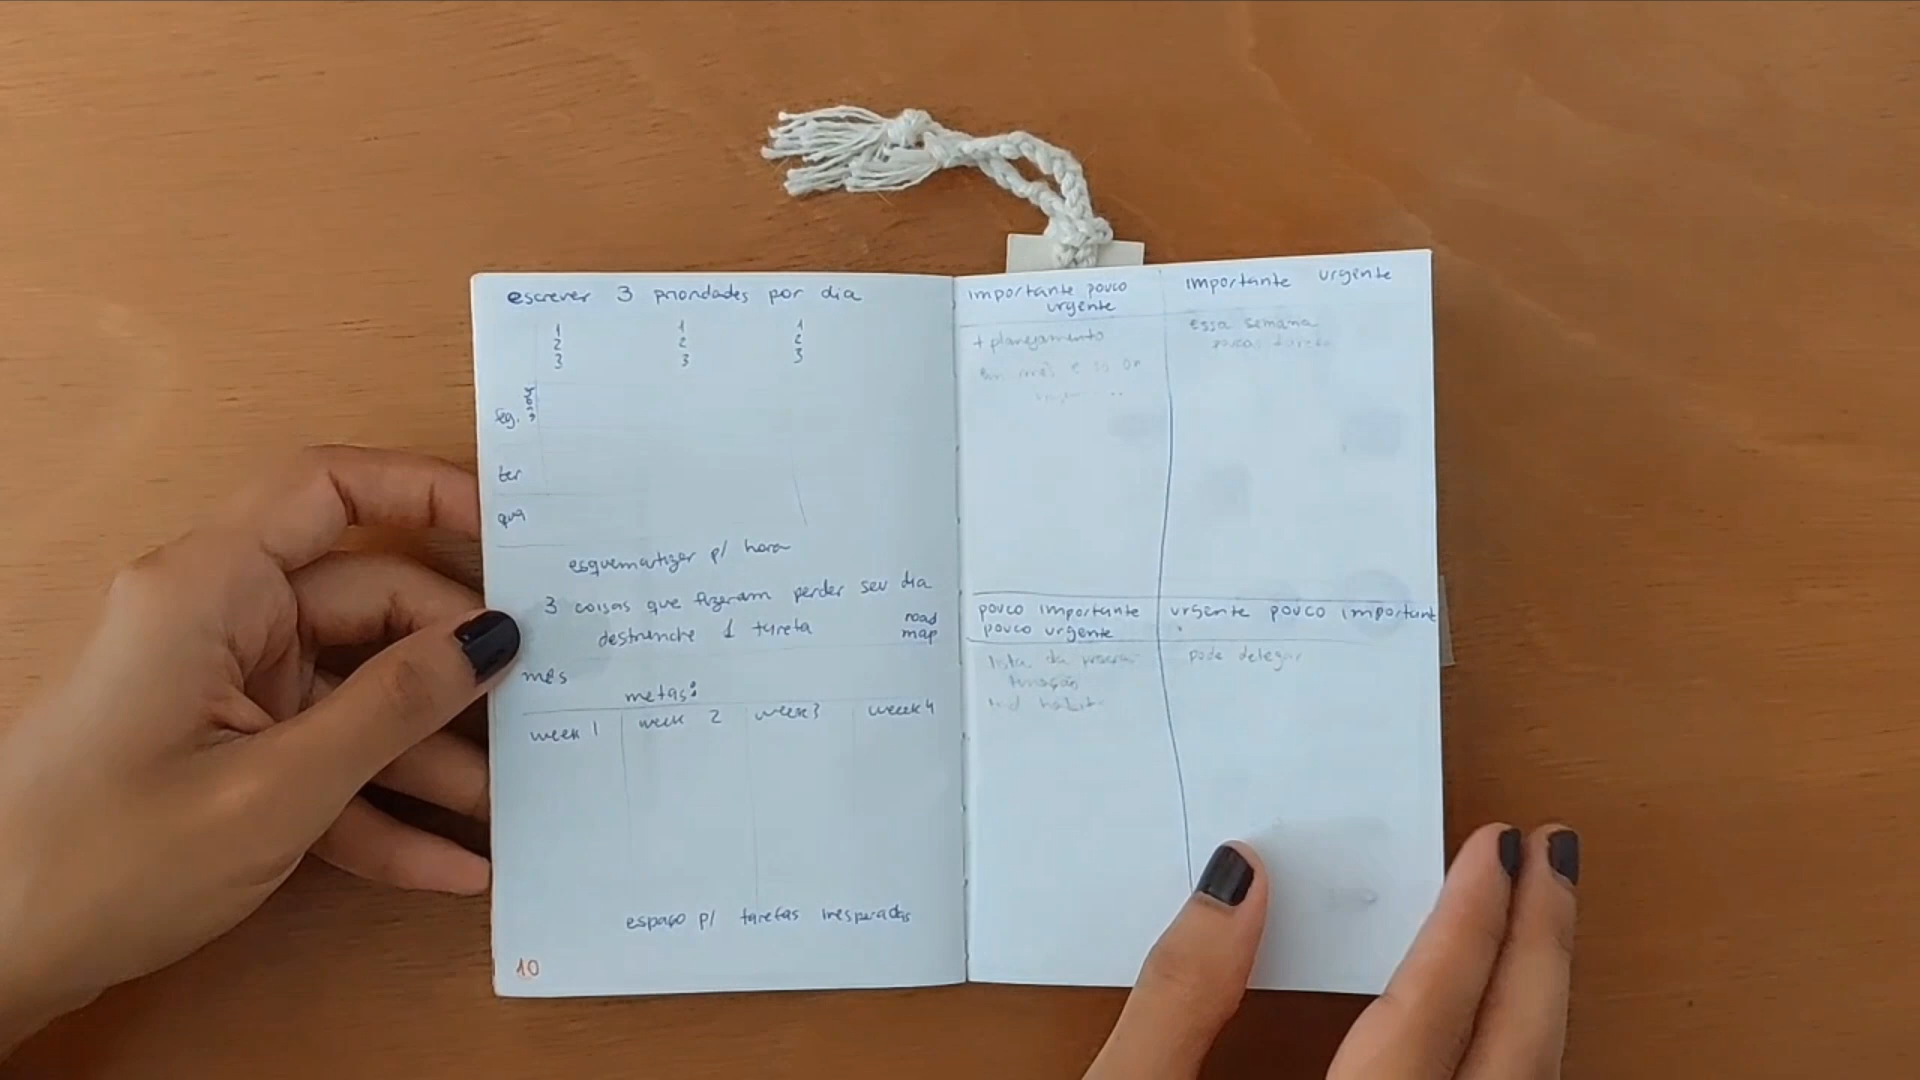 escrever 3 prioridades por dia
1 1 1
2 2 2
3 3 3
seg.
ter
qua
esquematizar p/ hora
3 coisas que fizeram perder seu dia
destrinche 1 tarefa
road
map
mês
metas:
week 1 week 2 week 3 week 4
espaço p/ tarefas inesperadas
10
importante pouco
urgente
+ planejamento
importante urgente
essa semana
pouco importante
pouco urgente
lista da
urgente pouco important
pode delegar